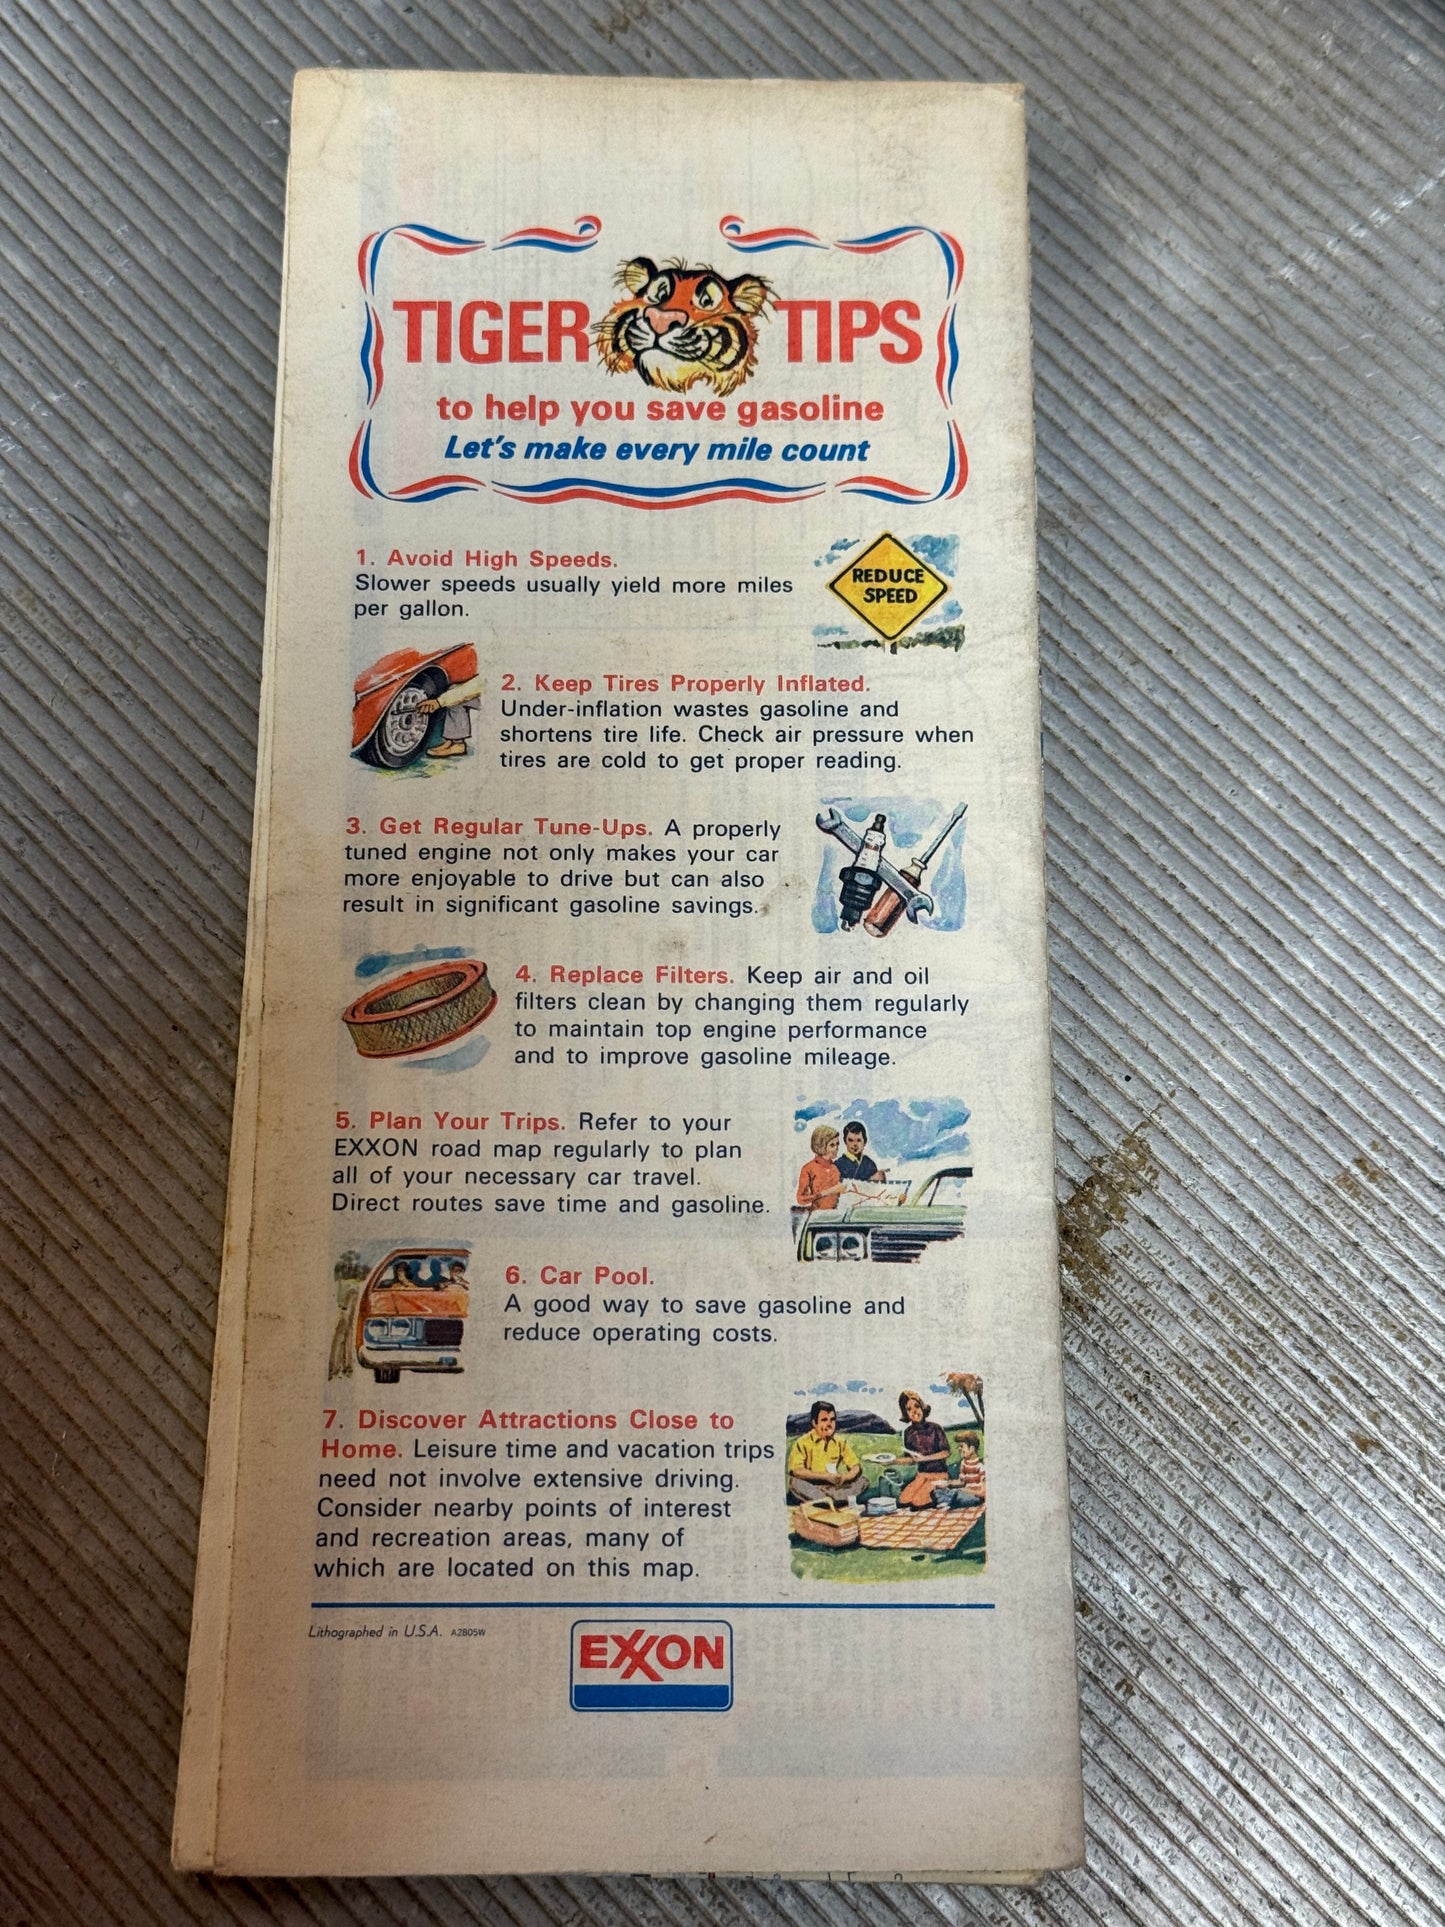 TIGER TIPS
to help you save gasoline
Let's make every mile count
1. Avoid High Speeds.
Slower speeds usually yield more miles
per gallon.
REDUCE
SPEED
2. Keep Tires Properly Inflated.
Under-inflation wastes gasoline and
shortens tire life. Check air pressure when
tires are cold to get proper reading.
3. Get Regular Tune-Ups. A properly
tuned engine not only makes your car
more enjoyable to drive but can also
result in significant gasoline savings.
4. Replace Filters. Keep air and oil
filters clean by changing them regularly
to maintain top engine performance
and to improve gasoline mileage.
5. Plan Your Trips. Refer to your
EXXON road map regularly to plan
all of your necessary car travel.
Direct routes save time and gasoline.
6. Car Pool.
A good way to save gasoline and
reduce operating costs.
7. Discover Attractions Close to
Home. Leisure time and vacation trips
need not involve extensive driving.
Consider nearby points of interest
and recreation areas, many of
which are located on this map.
Lithographed in U.S.A. A2805W
EXXON